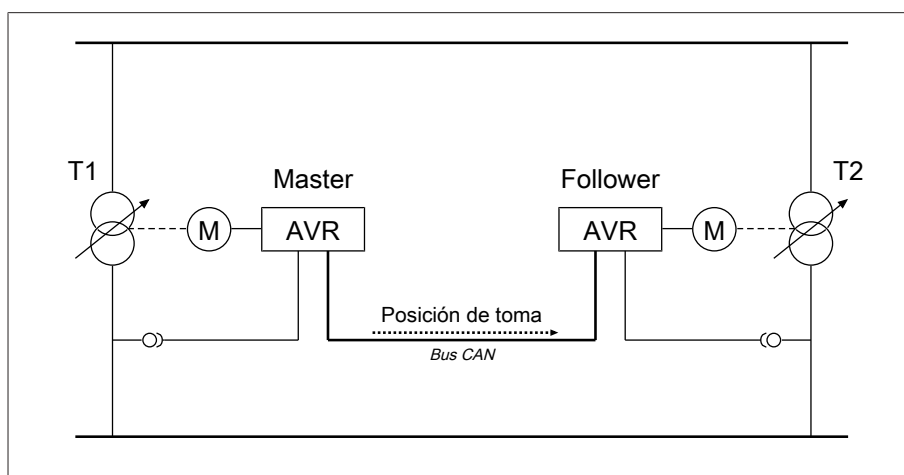 T1
Master
Follower
T2
M
AVR
AVR
M
Posición de toma
Bus CAN